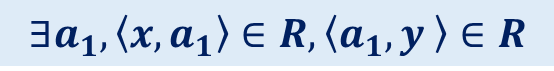 ∃a₁, ⟨x, a₁⟩ ∈ R, ⟨a₁, y ⟩ ∈ R